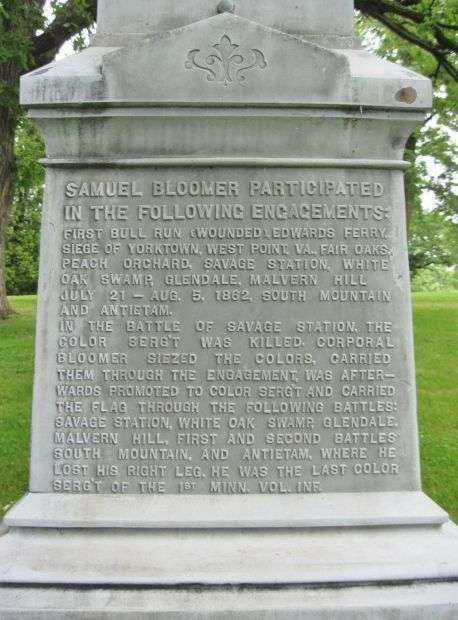 SAMUEL BLOOMER PARTICIPATED
IN THE FOLLOWING ENGAGEMENTS:
FIRST BULL RUN (WOUNDED), EDWARDS FERRY,
SIEGE OF YORKTOWN, WEST POINT, VA., FAIR OAKS,
PEACH ORCHARD, SAVAGE STATION, WHITE
OAK SWAMP, GLENDALE, MALVERN HILL
JULY 21 – AUG. 5, 1862, SOUTH MOUNTAIN
AND ANTIETAM.
IN THE BATTLE OF SAVAGE STATION, THE
COLOR SERG'T WAS KILLED. CORPORAL
BLOOMER SIEZED THE COLORS, CARRIED
THEM THROUGH THE ENGAGEMENT, WAS AFTER–
WARDS PROMOTED TO COLOR SERG'T AND CARRIED
THE FLAG THROUGH THE FOLLOWING BATTLES:
SAVAGE STATION, WHITE OAK SWAMP, GLENDALE,
MALVERN HILL, FIRST AND SECOND BATTLES
SOUTH MOUNTAIN, AND ANTIETAM, WHERE HE
LOST HIS RIGHT LEG. HE WAS THE LAST COLOR
SERG'T OF THE 1ST MINN. VOL. INF.